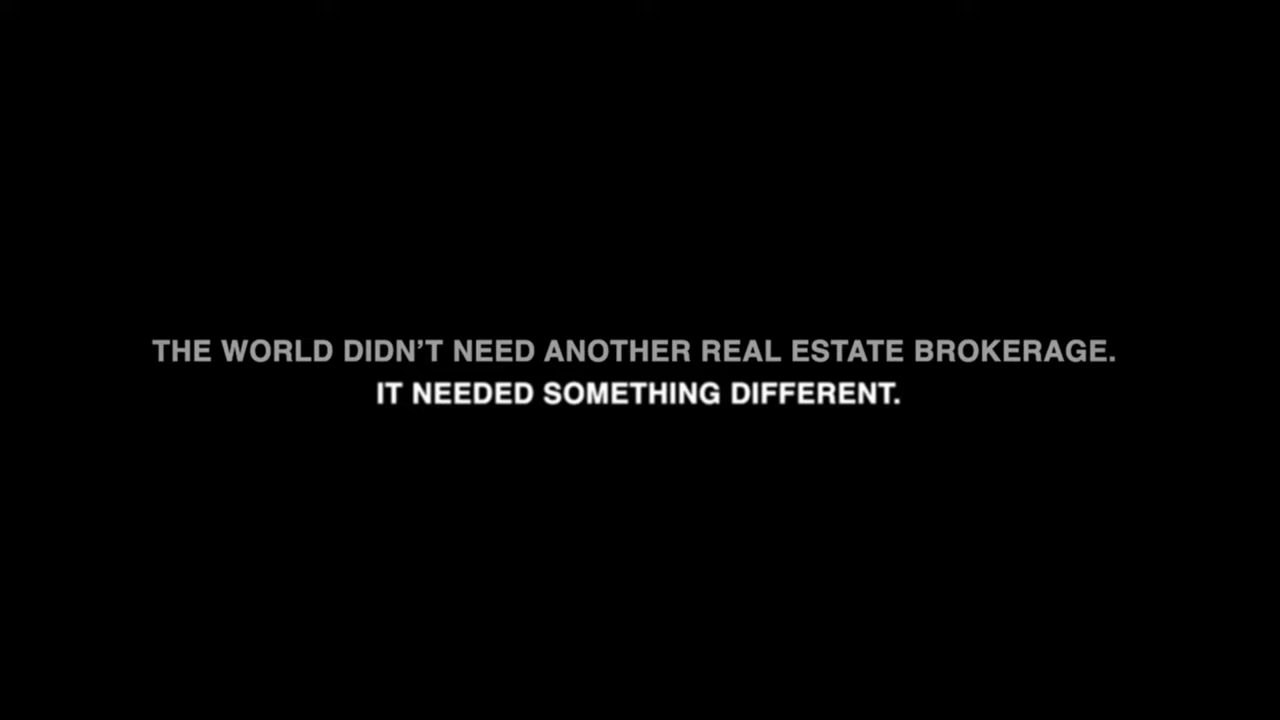 THE WORLD DIDN’T NEED ANOTHER REAL ESTATE BROKERAGE.
IT NEEDED SOMETHING DIFFERENT.